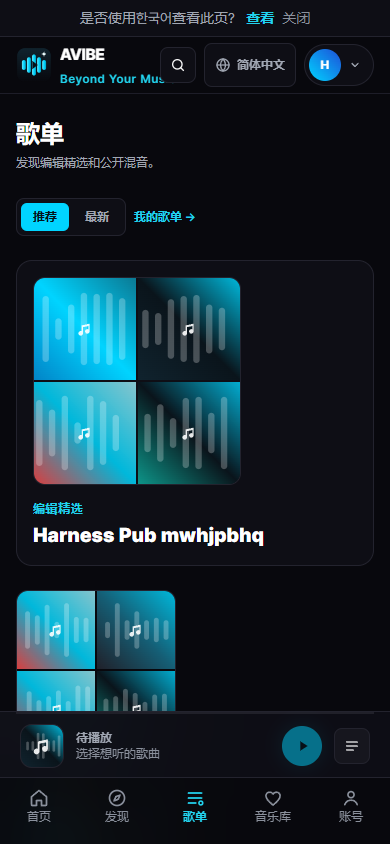 是否使用한국어查看此页? 查看 关闭
AVIBE
Beyond Your Mus
简体中文
H
歌单
发现编辑精选和公开混音。
推荐 最新 我的歌单 →
编辑精选
Harness Pub mwhjpbhq
待播放
选择想听的歌曲
首页 发现 歌单 音乐库 账号